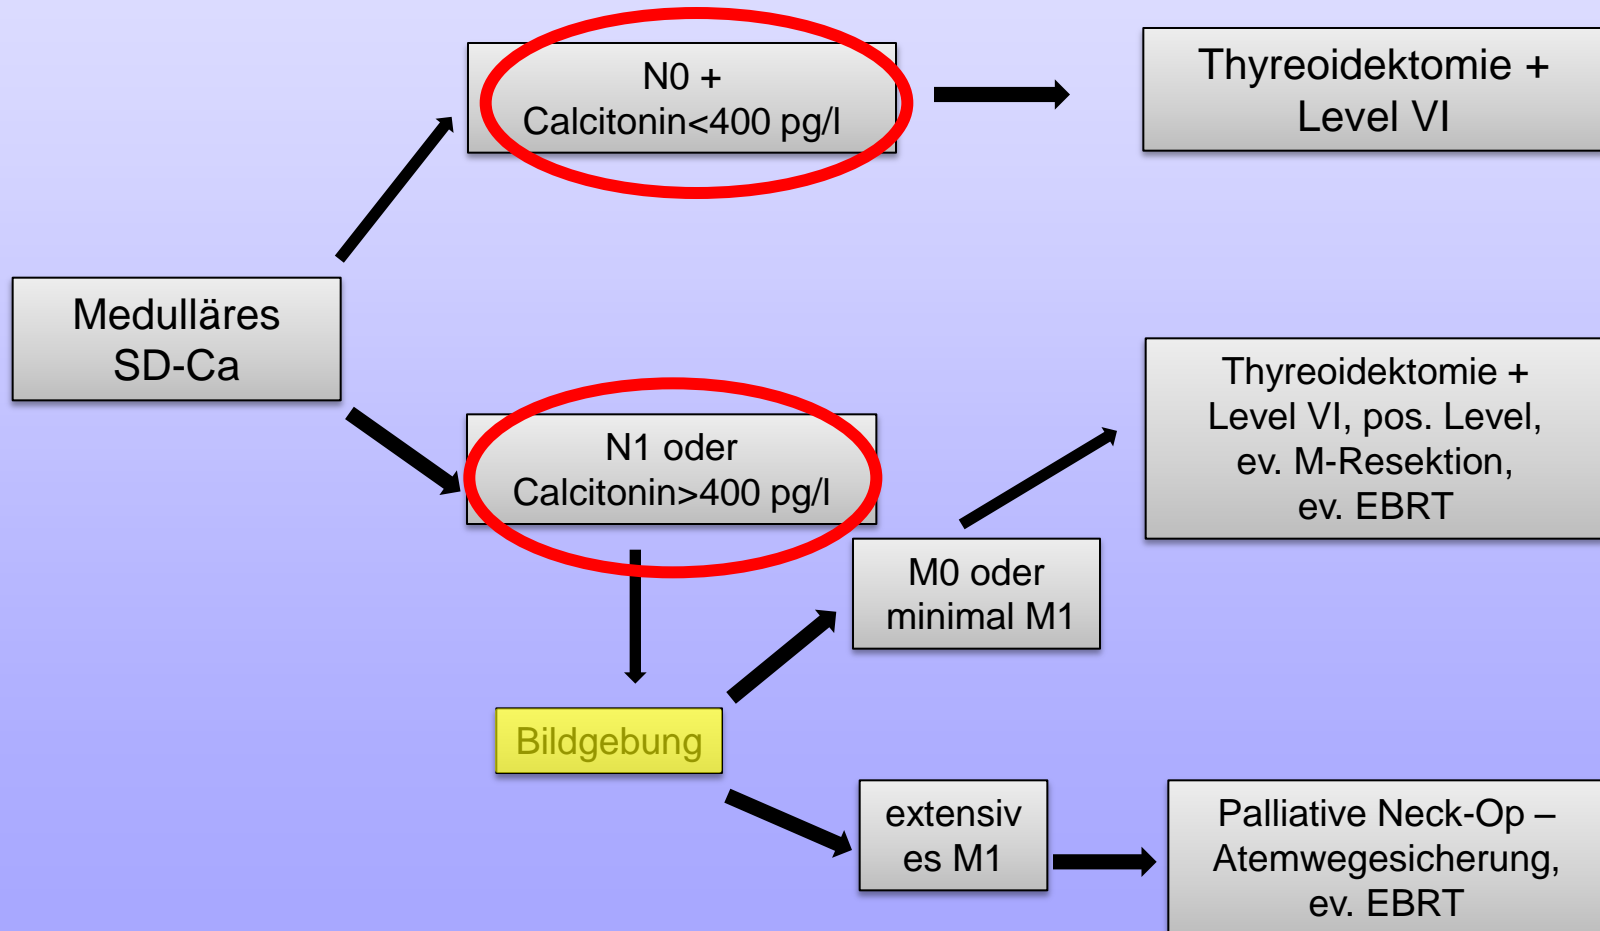 N0 +
Calcitonin<400 pg/l
Thyreoidektomie +
Level VI
Medulläres
SD-Ca
N1 oder
Calcitonin>400 pg/l
Thyreoidektomie +
Level VI, pos. Level,
ev. M-Resektion,
ev. EBRT
M0 oder
minimal M1
Bildgebung
extensiv
es M1
Palliative Neck-Op –
Atemwegesicherung,
ev. EBRT